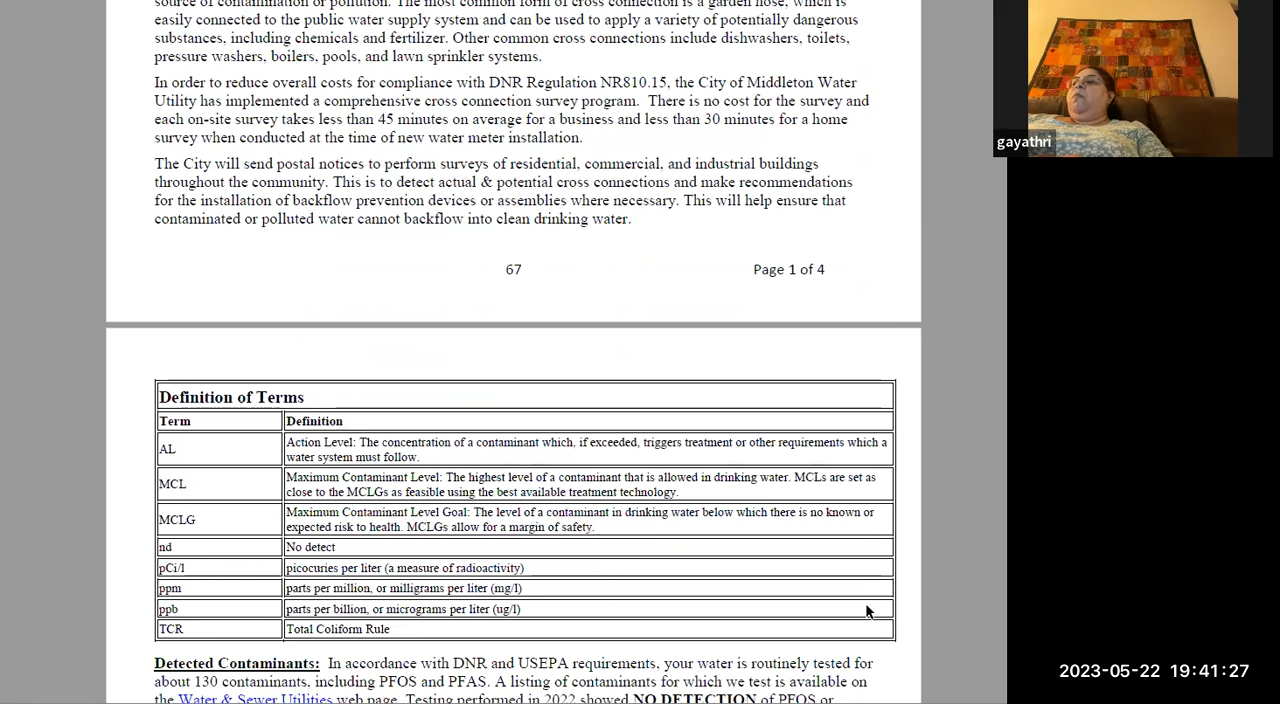 source of contamination or pollution. The most common form of cross connection is a garden hose, which is
easily connected to the public water supply system and can be used to apply a variety of potentially dangerous
substances, including chemicals and fertilizer. Other common cross connections include dishwashers, toilets,
pressure washers, boilers, pools, and lawn sprinkler systems.
In order to reduce overall costs for compliance with DNR Regulation NR810.15, the City of Middleton Water
Utility has implemented a comprehensive cross connection survey program. There is no cost for the survey and
each on-site survey takes less than 45 minutes on average for a business and less than 30 minutes for a home
survey when conducted at the time of new water meter installation.
The City will send postal notices to perform surveys of residential, commercial, and industrial buildings
throughout the community. This is to detect actual & potential cross connections and make recommendations
for the installation of backflow prevention devices or assemblies where necessary. This will help ensure that
contaminated or polluted water cannot backflow into clean drinking water.
67 Page 1 of 4
Definition of Terms
Term Definition
AL Action Level: The concentration of a contaminant which, if exceeded, triggers treatment or other requirements which a
water system must follow.
MCL Maximum Contaminant Level: The highest level of a contaminant that is allowed in drinking water. MCLs are set as
close to the MCLGs as feasible using the best available treatment technology.
MCLG Maximum Contaminant Level Goal: The level of a contaminant in drinking water below which there is no known or
expected risk to health. MCLGs allow for a margin of safety.
nd No detect
pCi/l picocuries per liter (a measure of radioactivity)
ppm parts per million, or milligrams per liter (mg/l)
ppb parts per billion, or micrograms per liter (ug/l)
TCR Total Coliform Rule
Detected Contaminants: In accordance with DNR and USEPA requirements, your water is routinely tested for
about 130 contaminants, including PFOS and PFAS. A listing of contaminants for which we test is available on
the Water & Sewer Utilities web page. Testing performed in 2022 showed NO DETECTION of PFOS or
gayathri
2023-05-22 19:41:27